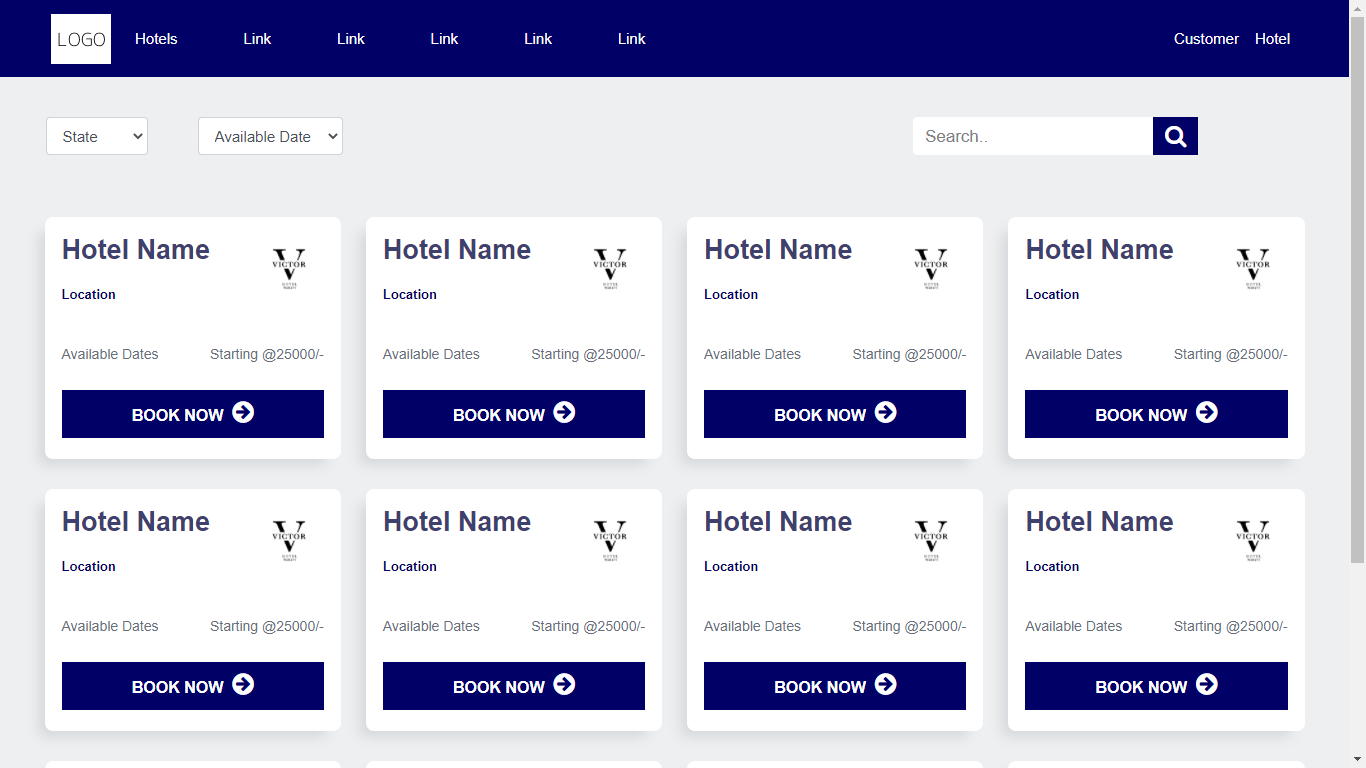 LOGO Hotels Link Link Link Link Link Customer Hotel
State Available Date Search..
Hotel Name Hotel Name Hotel Name Hotel Name
VICTOR VICTOR VICTOR VICTOR
Location Location Location Location
Available Dates Starting @25000/- Available Dates Starting @25000/- Available Dates Starting @25000/- Available Dates Starting @25000/-
BOOK NOW BOOK NOW BOOK NOW BOOK NOW
Hotel Name Hotel Name Hotel Name Hotel Name
VICTOR VICTOR VICTOR VICTOR
Location Location Location Location
Available Dates Starting @25000/- Available Dates Starting @25000/- Available Dates Starting @25000/- Available Dates Starting @25000/-
BOOK NOW BOOK NOW BOOK NOW BOOK NOW